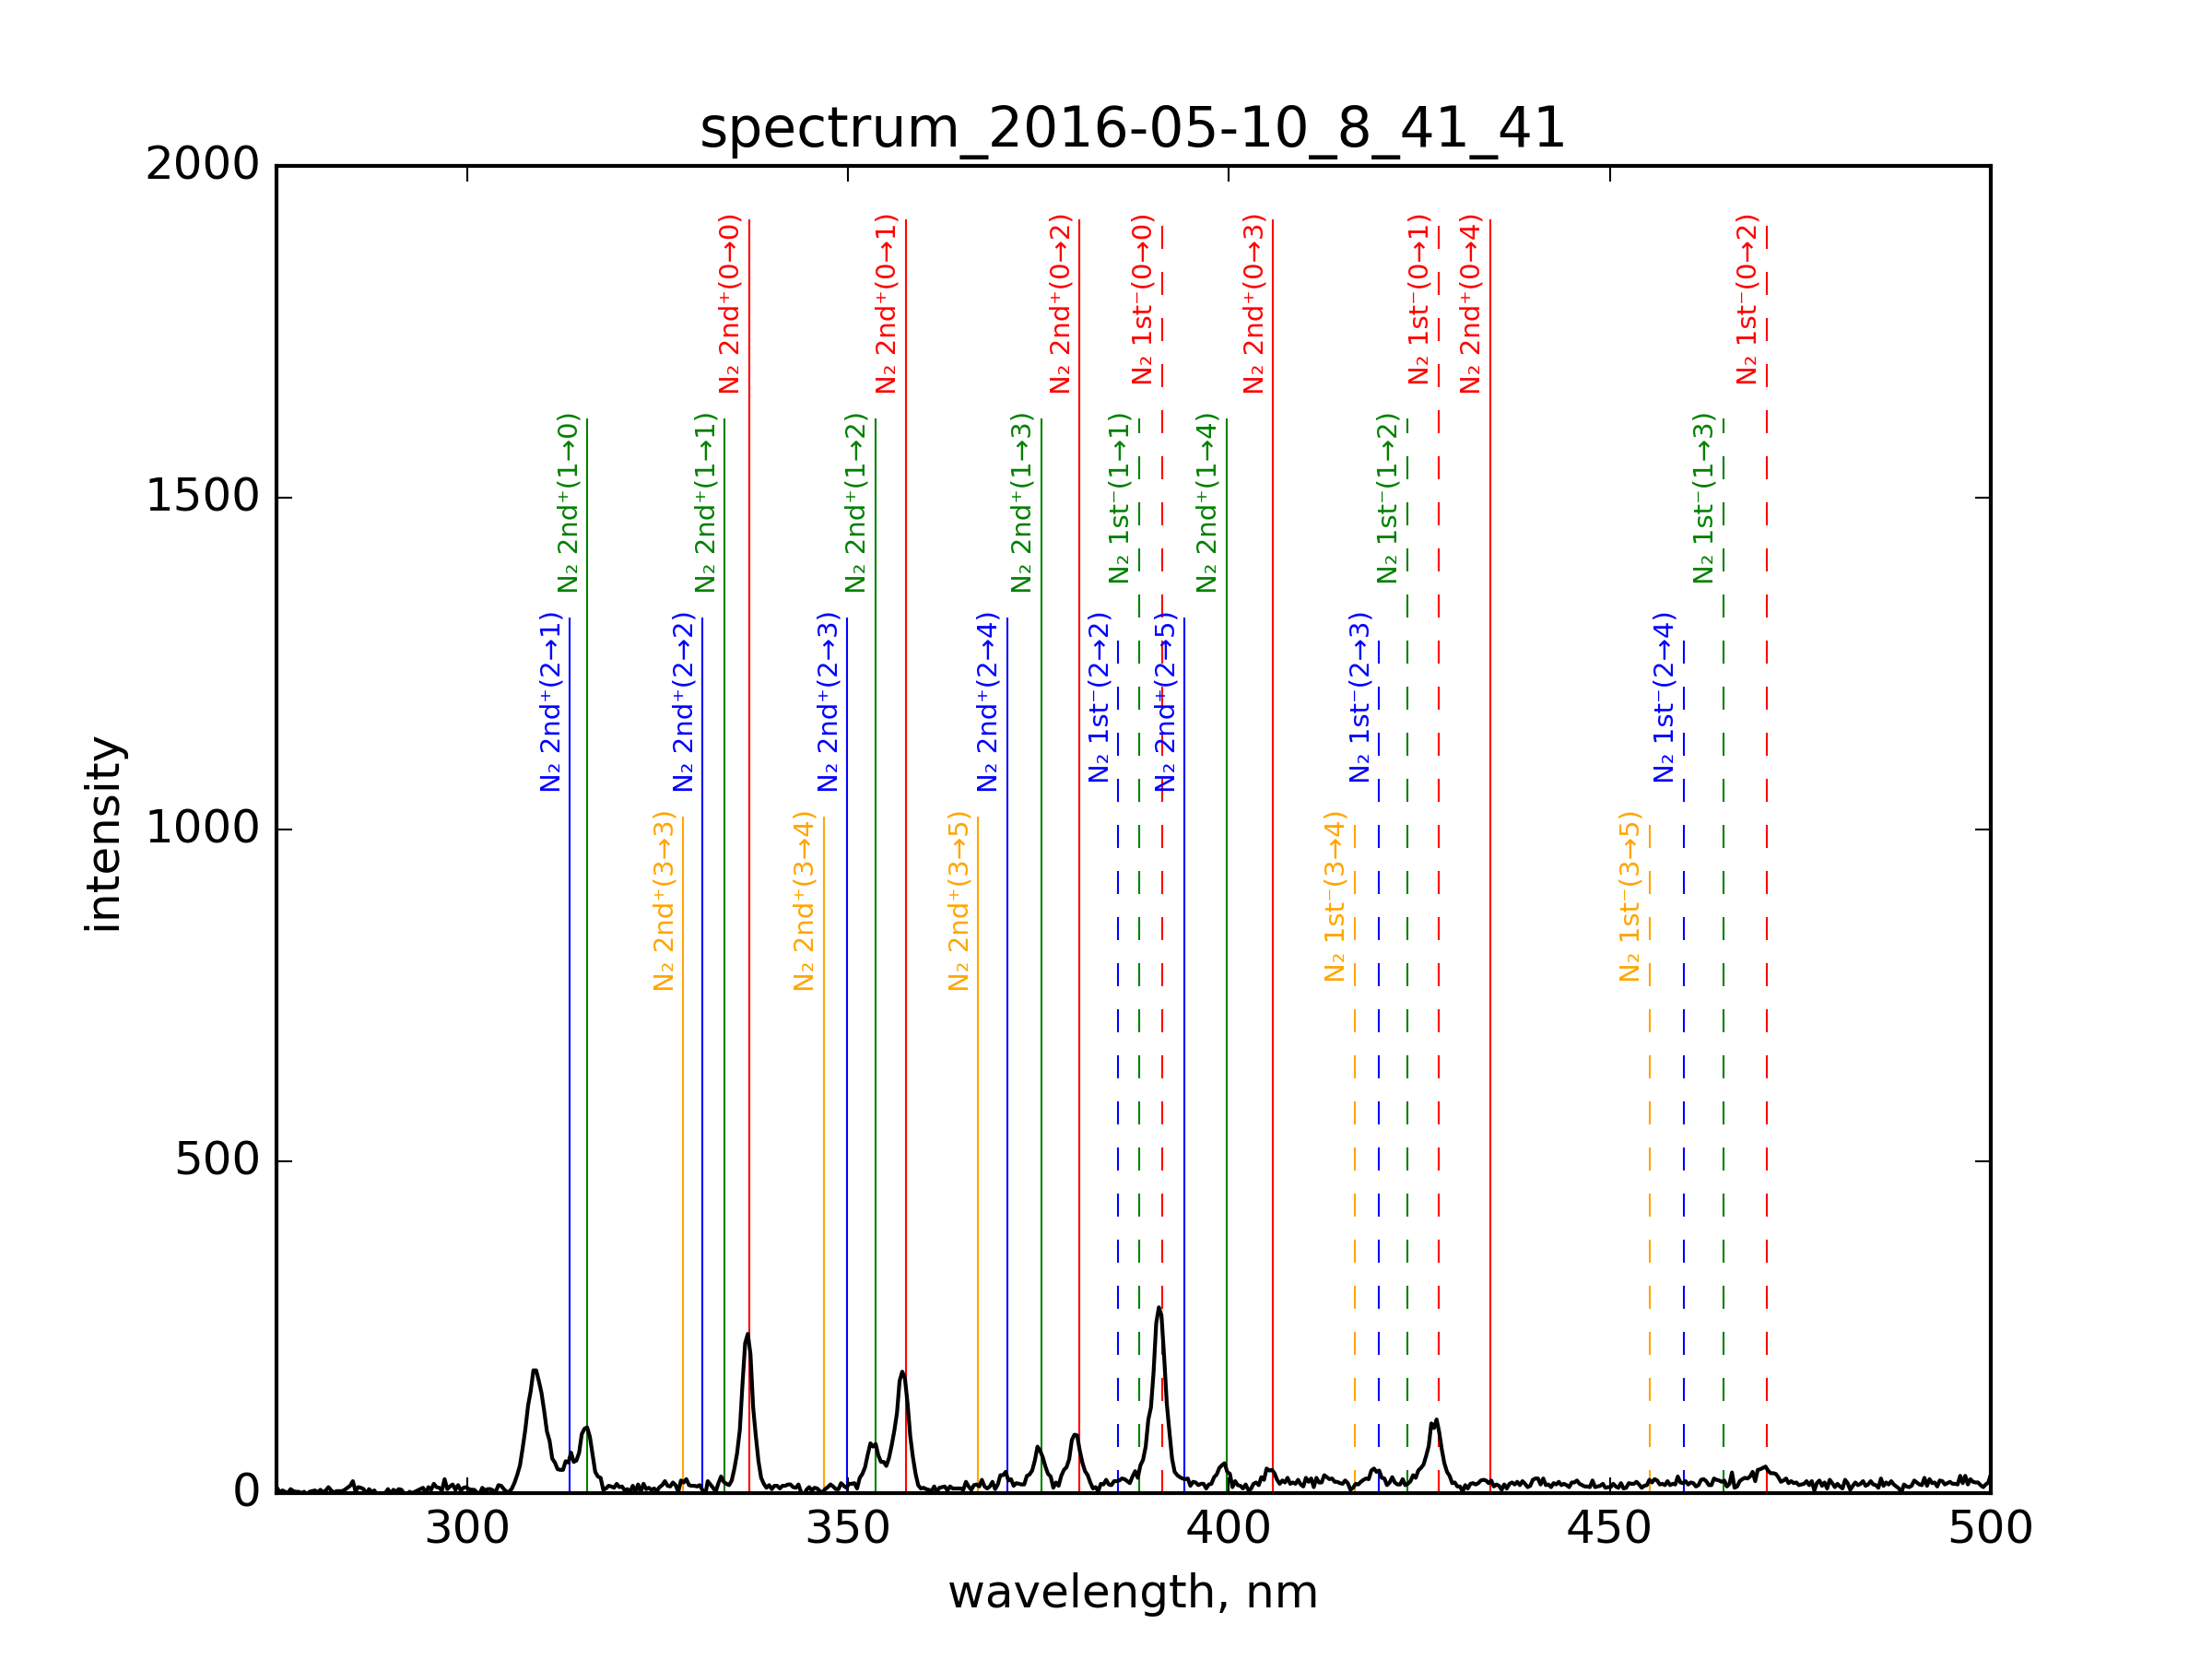 spectrum_2016-05-10_8_41_41
2000
1500
1000
500
0
intensity
N₂ 2nd⁺(0→0)
N₂ 2nd⁺(0→1)
N₂ 2nd⁺(0→2)
N₂ 1st⁻(0→0)
N₂ 2nd⁺(0→3)
N₂ 1st⁻(0→1)
N₂ 2nd⁺(0→4)
N₂ 1st⁻(0→2)
N₂ 2nd⁺(1→0)
N₂ 2nd⁺(1→1)
N₂ 2nd⁺(1→2)
N₂ 2nd⁺(1→3)
N₂ 1st⁻(1→1)
N₂ 2nd⁺(1→4)
N₂ 1st⁻(1→2)
N₂ 1st⁻(1→3)
N₂ 2nd⁺(2→1)
N₂ 2nd⁺(2→2)
N₂ 2nd⁺(2→3)
N₂ 2nd⁺(2→4)
N₂ 1st⁻(2→2)
N₂ 2nd⁺(2→5)
N₂ 1st⁻(2→3)
N₂ 1st⁻(2→4)
N₂ 2nd⁺(3→3)
N₂ 2nd⁺(3→4)
N₂ 2nd⁺(3→5)
N₂ 1st⁻(3→4)
N₂ 1st⁻(3→5)
300 350 400 450 500
wavelength, nm